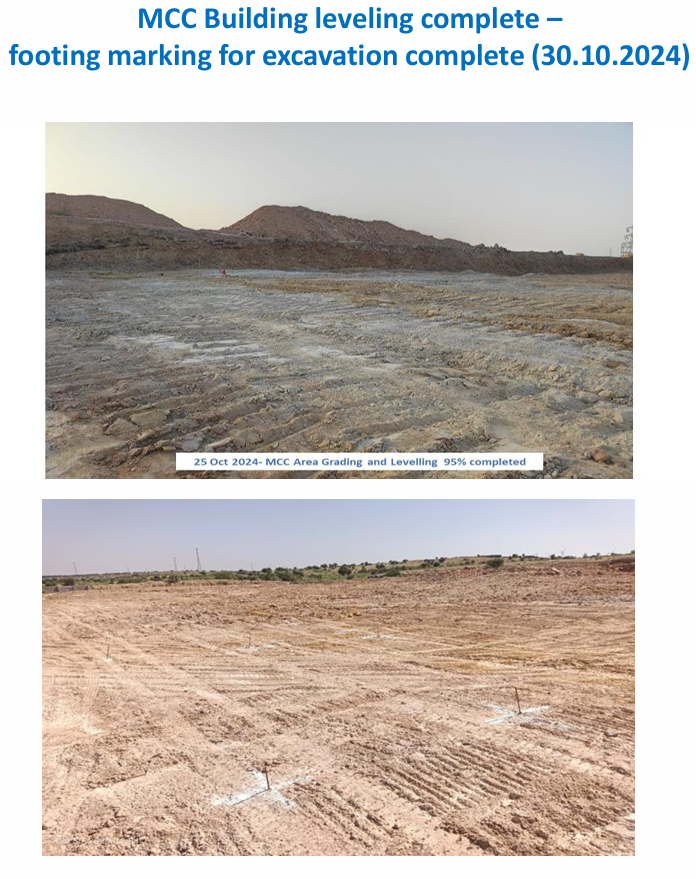 MCC Building leveling complete –
footing marking for excavation complete (30.10.2024)
25 Oct 2024- MCC Area Grading and Levelling 95% completed